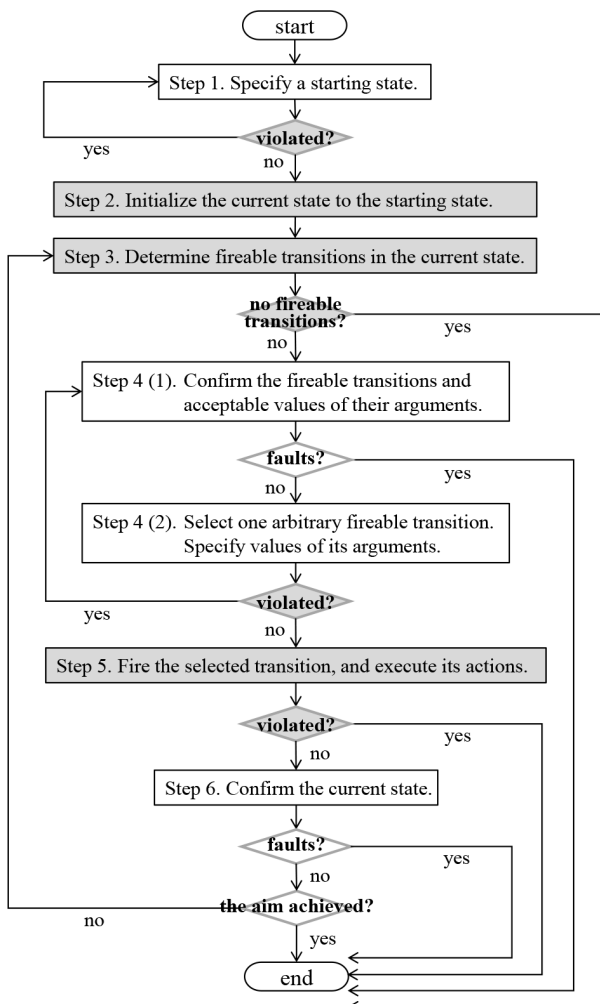 start
Step 1. Specify a starting state.
violated?
yes
no
Step 2. Initialize the current state to the starting state.
Step 3. Determine fireable transitions in the current state.
no fireable
transitions?
yes
no
Step 4 (1). Confirm the fireable transitions and
acceptable values of their arguments.
faults?
yes
no
Step 4 (2). Select one arbitrary fireable transition.
Specify values of its arguments.
violated?
yes
no
Step 5. Fire the selected transition, and execute its actions.
violated?
yes
no
Step 6. Confirm the current state.
faults?
yes
no
the aim achieved?
no
yes
end